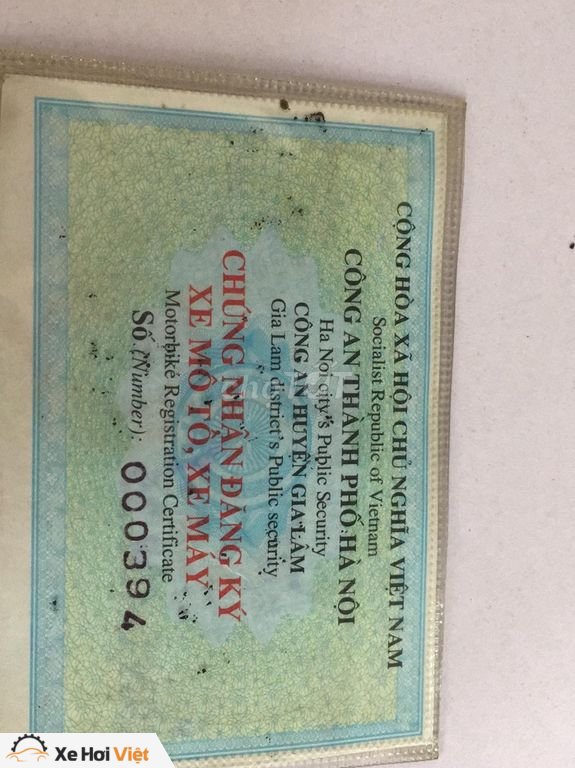 CỘNG HÒA XÃ HỘI CHỦ NGHĨA VIỆT NAM
Socialist Republic of Vietnam
CÔNG AN THÀNH PHỐ HÀ NỘI
Ha Noi city's Public Security
CÔNG AN HUYỆN GIA LÂM
Gia Lam district's Public security
CHỨNG NHẬN ĐĂNG KÝ
XE MÔ TÔ, XE MÁY
Motorbike Registration Certificate
Số (Number): 000394
Xe Hơi Việt